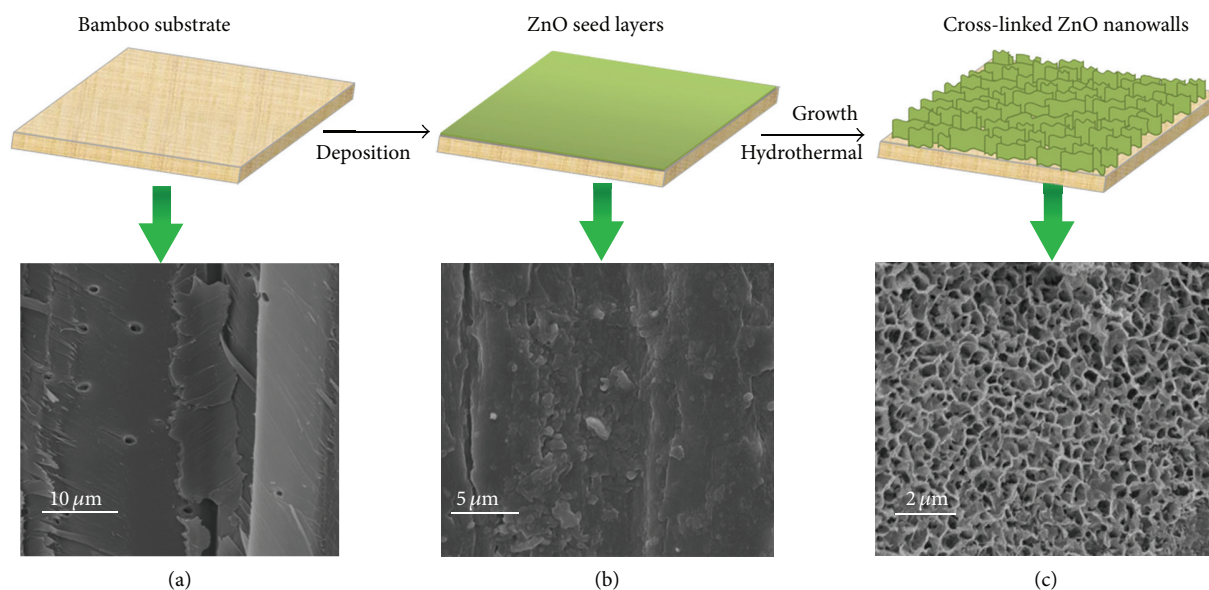 Bamboo substrate
ZnO seed layers
Cross-linked ZnO nanowalls
Deposition
Growth
Hydrothermal
10 μm
5 μm
2 μm
(a)
(b)
(c)